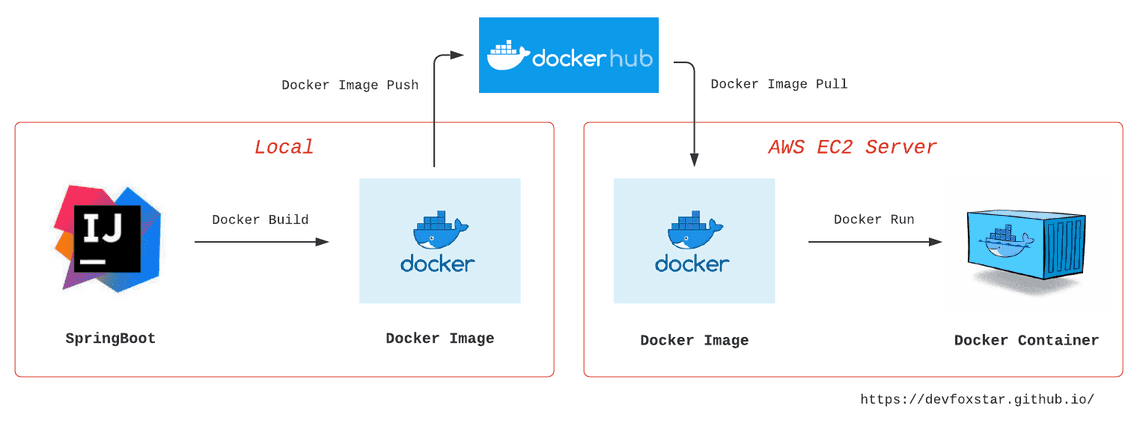 dockerhub
Docker Image Push
Docker Image Pull
Local
AWS EC2 Server
IJ
Docker Build
docker
docker
Docker Run
SpringBoot
Docker Image
Docker Image
Docker Container
https://devfoxstar.github.io/